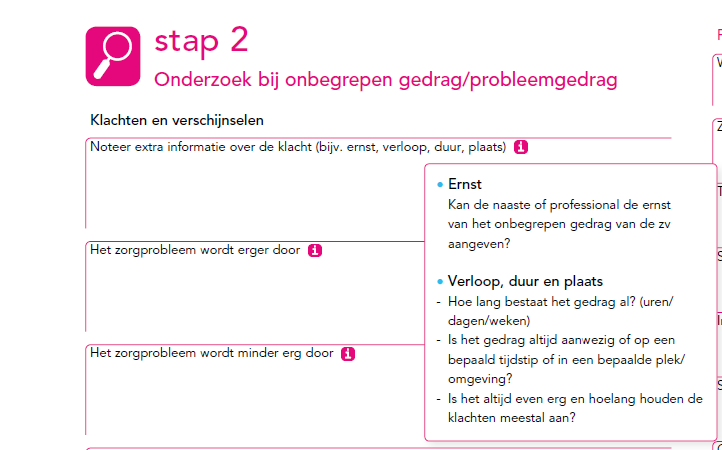 stap 2
Onderzoek bij onbegrepen gedrag/probleemgedrag
Klachten en verschijnselen
Noteer extra informatie over de klacht (bijv. ernst, verloop, duur, plaats)
• Ernst
Kan de naaste of professional de ernst
van het onbegrepen gedrag van de zv
aangeven?
• Verloop, duur en plaats
- Hoe lang bestaat het gedrag al? (uren/
dagen/weken)
- Is het gedrag altijd aanwezig of op een
bepaald tijdstip of in een bepaalde plek/
omgeving?
- Is het altijd even erg en hoelang houden de
klachten meestal aan?
Het zorgprobleem wordt erger door
Het zorgprobleem wordt minder erg door